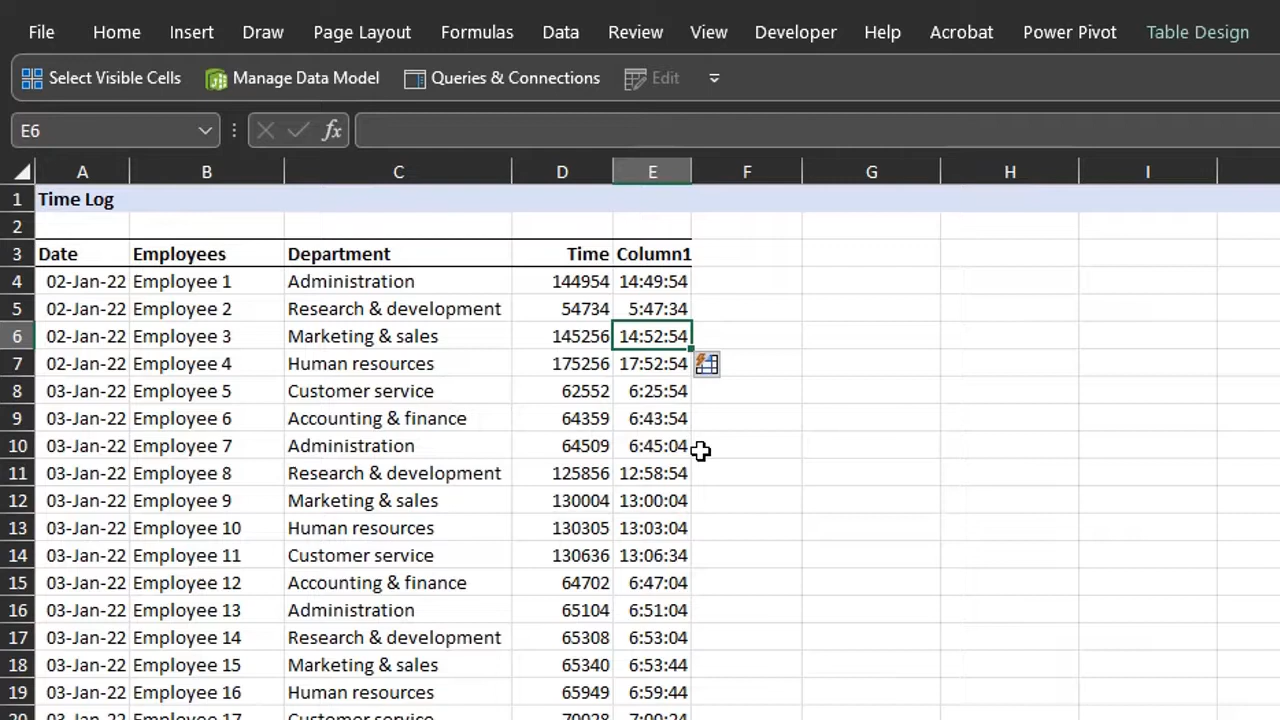 File Home Insert Draw Page Layout Formulas Data Review View Developer Help Acrobat Power Pivot Table Design
Select Visible Cells Manage Data Model Queries & Connections Edit
E6 fx
A B C D E F G H I
1 Time Log
2
3 Date Employees Department Time Column1
4 02-Jan-22 Employee 1 Administration 144954 14:49:54
5 02-Jan-22 Employee 2 Research & development 54734 5:47:34
6 02-Jan-22 Employee 3 Marketing & sales 145256 14:52:54
7 02-Jan-22 Employee 4 Human resources 175256 17:52:54
8 03-Jan-22 Employee 5 Customer service 62552 6:25:54
9 03-Jan-22 Employee 6 Accounting & finance 64359 6:43:54
10 03-Jan-22 Employee 7 Administration 64509 6:45:04
11 03-Jan-22 Employee 8 Research & development 125856 12:58:54
12 03-Jan-22 Employee 9 Marketing & sales 130004 13:00:04
13 03-Jan-22 Employee 10 Human resources 130305 13:03:04
14 03-Jan-22 Employee 11 Customer service 130636 13:06:34
15 03-Jan-22 Employee 12 Accounting & finance 64702 6:47:04
16 03-Jan-22 Employee 13 Administration 65104 6:51:04
17 03-Jan-22 Employee 14 Research & development 65308 6:53:04
18 03-Jan-22 Employee 15 Marketing & sales 65340 6:53:44
19 03-Jan-22 Employee 16 Human resources 65949 6:59:44
20 03-Jan-22 Employee 17 Customer service